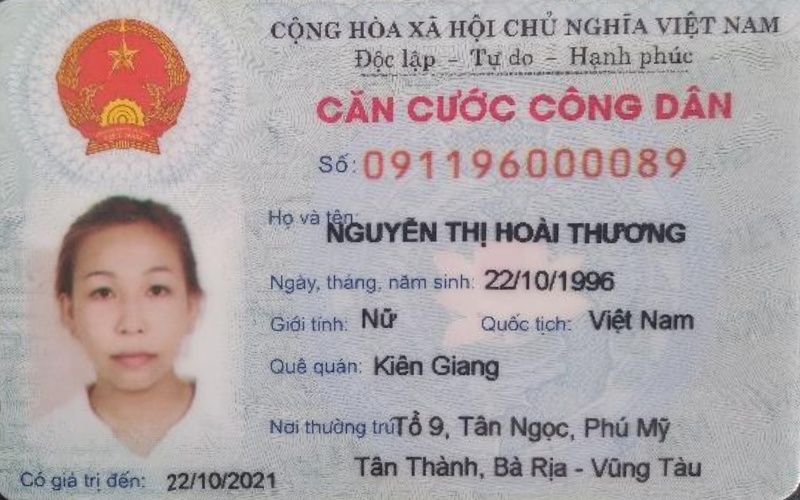 CỘNG HÒA XÃ HỘI CHỦ NGHĨA VIỆT NAM
Độc lập - Tự do - Hạnh phúc
CĂN CƯỚC CÔNG DÂN
Số: 091196000089
Họ và tên: NGUYỄN THỊ HOÀI THƯƠNG
Ngày, tháng, năm sinh: 22/10/1996
Giới tính: Nữ Quốc tịch: Việt Nam
Quê quán: Kiên Giang
Nơi thường trú: Tổ 9, Tân Ngọc, Phú Mỹ
Tân Thành, Bà Rịa - Vũng Tàu
Có giá trị đến: 22/10/2021